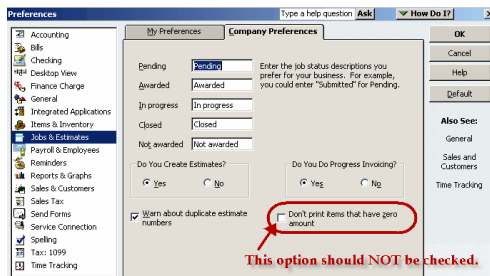 Preferences
Type a help question Ask How Do I?
My Preferences
Company Preferences
Accounting
Bills
Checking
Desktop View
Finance Charge
General
Integrated Applications
Items & Inventory
Jobs & Estimates
Payroll & Employees
Reminders
Reports & Graphs
Sales & Customers
Sales Tax
Send Forms
Service Connection
Spelling
Tax: 1099
Time Tracking
Pending Pending
Awarded Awarded
In progress In progress
Closed Closed
Not awarded Not awarded
Enter the job status descriptions you
prefer for your business. For example,
you could enter "Submitted" for Pending.
Do You Create Estimates?
Yes No
Do You Do Progress Invoicing?
Yes No
Warn about duplicate estimate
numbers
Don't print items that have zero
amount
This option should NOT be checked.
OK
Cancel
Help
Default
Also See:
General
Sales and
Customers
Time Tracking